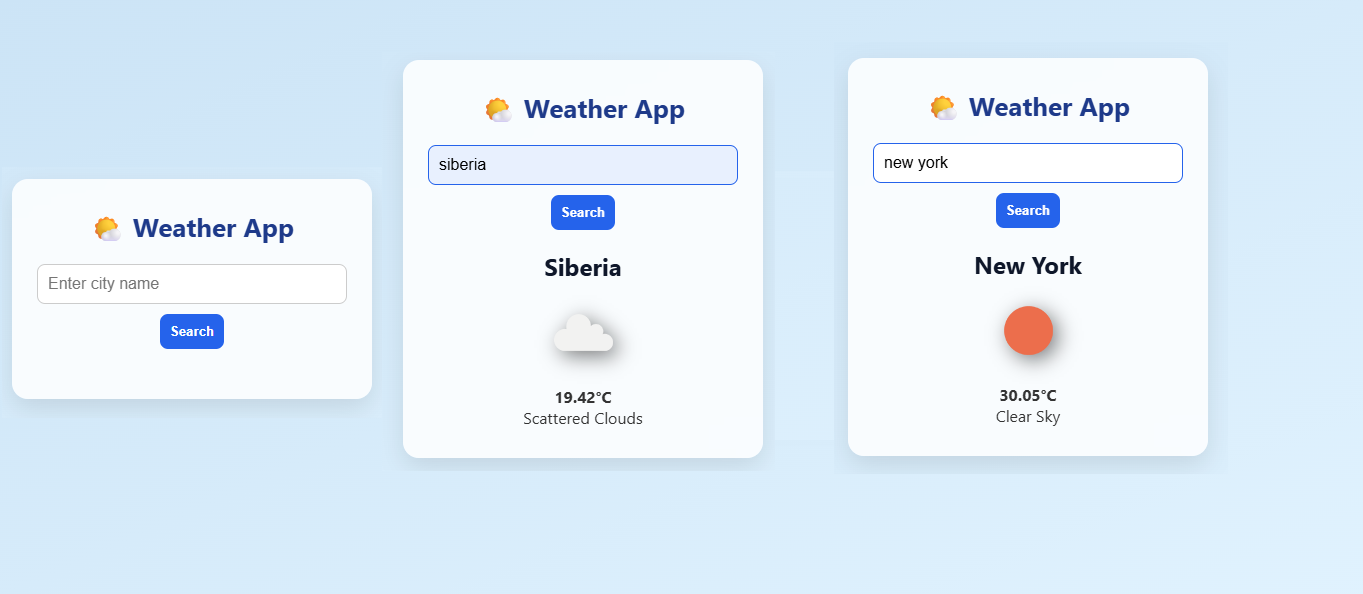 Weather App
Enter city name
Search
Weather App
siberia
Search
Siberia
19.42°C
Scattered Clouds
Weather App
new york
Search
New York
30.05°C
Clear Sky